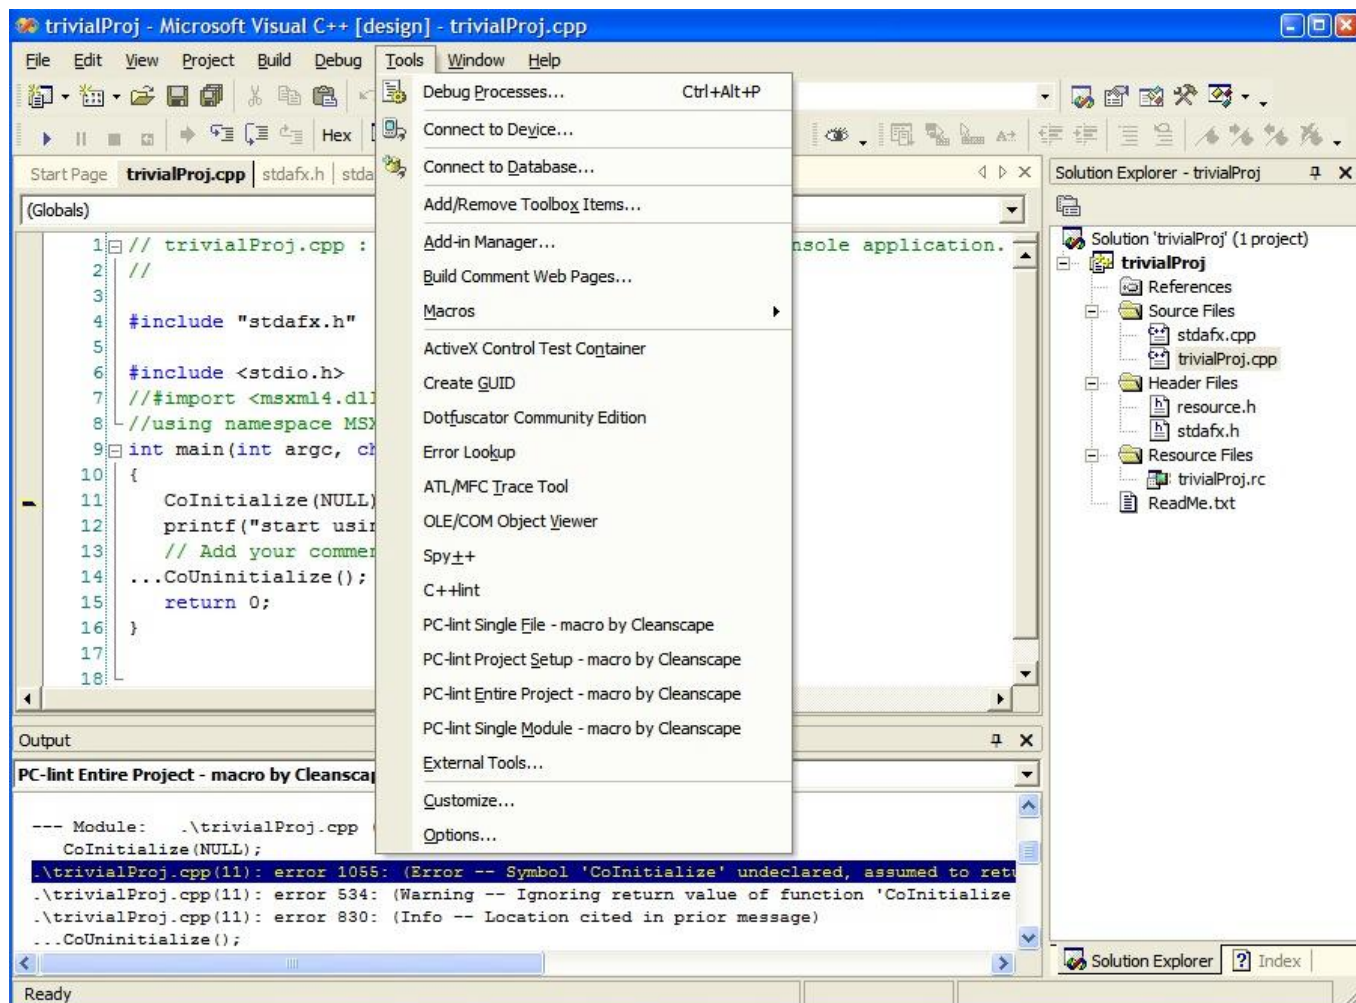 trivialProj - Microsoft Visual C++ [design] - trivialProj.cpp
File Edit View Project Build Debug Tools Window Help
Hex
Debug Processes... Ctrl+Alt+P
Connect to Device...
Connect to Database...
Add/Remove Toolbox Items...
Add-in Manager...
Build Comment Web Pages...
Macros
ActiveX Control Test Container
Create GUID
Dotfuscator Community Edition
Error Lookup
ATL/MFC Trace Tool
OLE/COM Object Viewer
Spy++
C++lint
PC-lint Single File - macro by Cleanscape
PC-lint Project Setup - macro by Cleanscape
PC-lint Entire Project - macro by Cleanscape
PC-lint Single Module - macro by Cleanscape
External Tools...
Customize...
Options...
Start Page trivialProj.cpp stdafx.h stda
(Globals)
1 // trivialProj.cpp : nsole application.
2 //
3
4 #include "stdafx.h"
5
6 #include <stdio.h>
7 //#import <msxml4.dll
8 //using namespace MSX
9 int main(int argc, ch
10 {
11 CoInitialize(NULL)
12 printf("start usin
13 // Add your commen
14 ...CoUninitialize();
15 return 0;
16 }
17
18
Output
PC-lint Entire Project - macro by Cleanscap
--- Module: .\trivialProj.cpp (
CoInitialize(NULL);
.\trivialProj.cpp(11): error 1055: (Error -- Symbol 'CoInitialize' undeclared, assumed to retu
.\trivialProj.cpp(11): error 534: (Warning -- Ignoring return value of function 'CoInitialize
.\trivialProj.cpp(11): error 830: (Info -- Location cited in prior message)
...CoUninitialize();
Solution Explorer - trivialProj
Solution 'trivialProj' (1 project)
trivialProj
References
Source Files
stdafx.cpp
trivialProj.cpp
Header Files
resource.h
stdafx.h
Resource Files
trivialProj.rc
ReadMe.txt
Solution Explorer Index
Ready